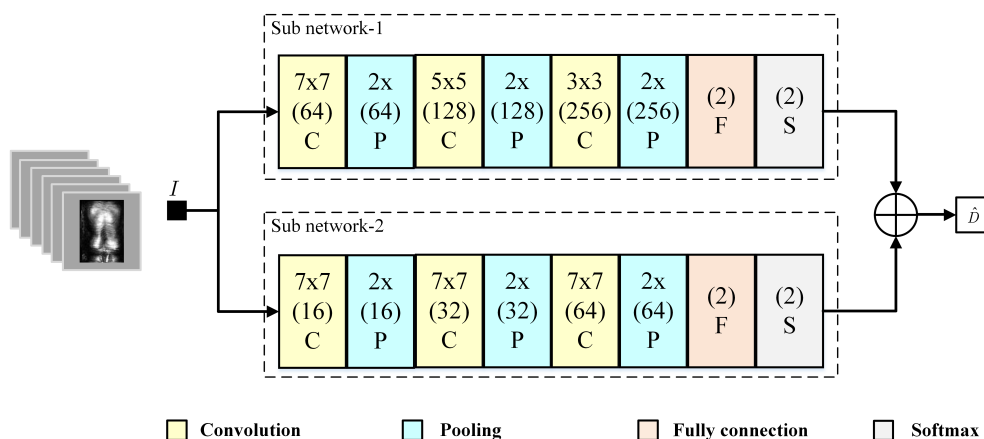 Sub network-1
7x7 2x 5x5 2x 3x3 2x (2) (2)
(64) (64) (128) (128) (256) (256) F S
C P C P C P
I
D̂
Sub network-2
7x7 2x 7x7 2x 7x7 2x (2) (2)
(16) (16) (32) (32) (64) (64) F S
C P C P C P
Convolution Pooling Fully connection Softmax